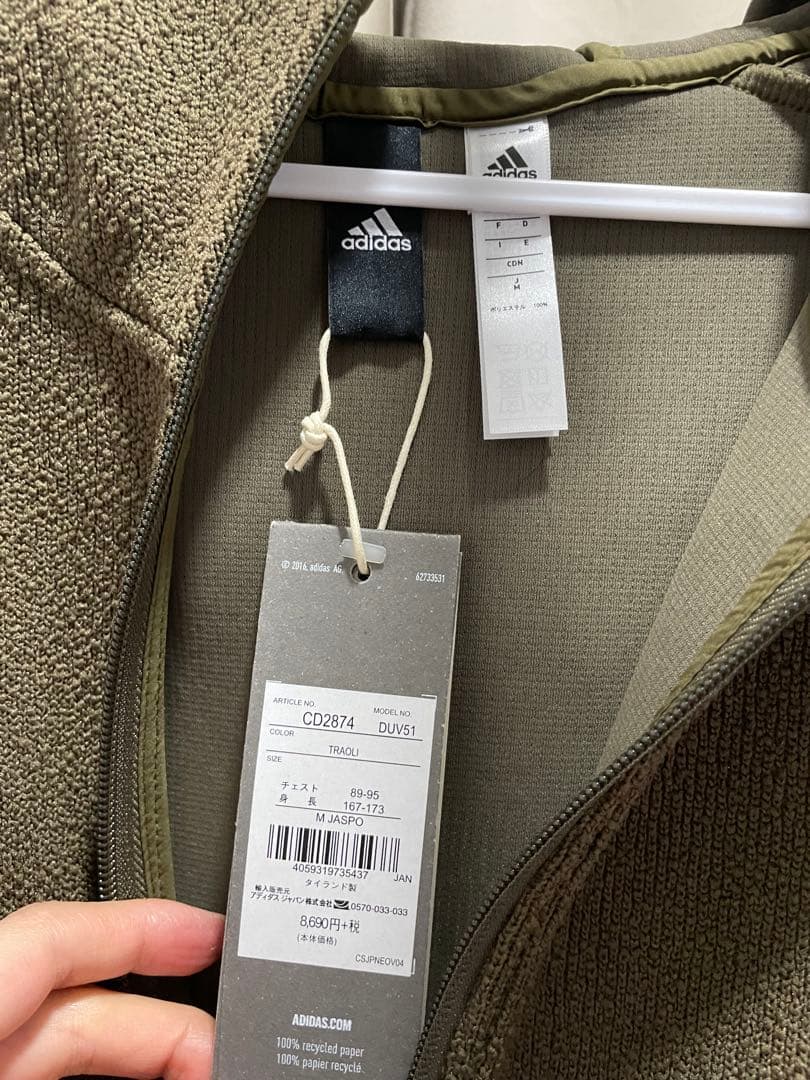 adidas
adidas
F D
I E
CDN
J
M
ポリエステル 100%
© 2016, adidas AG
62733531
ARTICLE NO.
CD2874
MODEL NO.
DUV51
COLOR
TRAOLI
SIZE
チェスト 89-95
身長 167-173
M JASPO
4059319735437 JAN
タイランド製
輸入販売元
アディダス ジャパン株式会社 0570-033-033
8,690円+税
(本体価格)
CSJPNEOV04
ADIDAS.COM
100% recycled paper
100% papier recyclé.